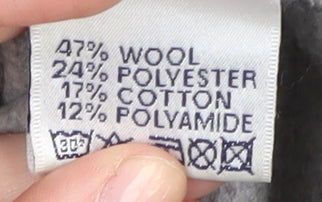 47% WOOL
24% POLYESTER
17% COTTON
12% POLYAMIDE
30°